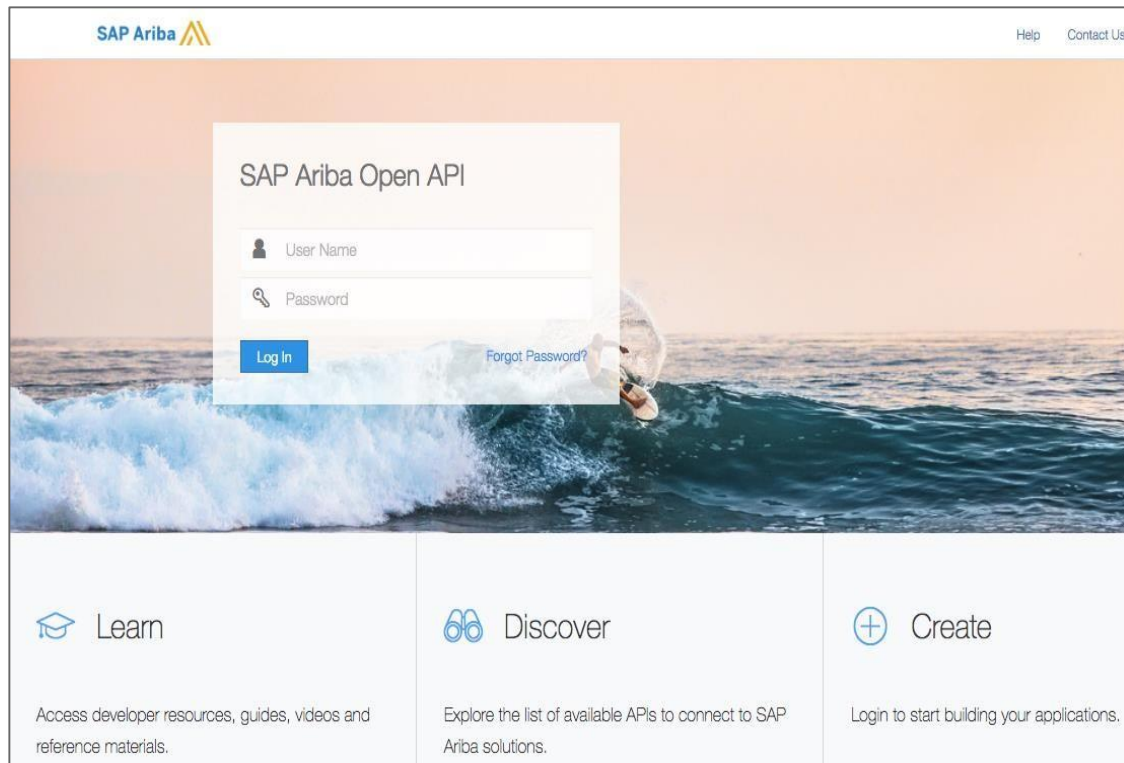 SAP Ariba
Help Contact Us
SAP Ariba Open API
User Name
Password
Log In Forgot Password?
Learn
Access developer resources, guides, videos and
reference materials.
Discover
Explore the list of available APIs to connect to SAP
Ariba solutions.
Create
Login to start building your applications.